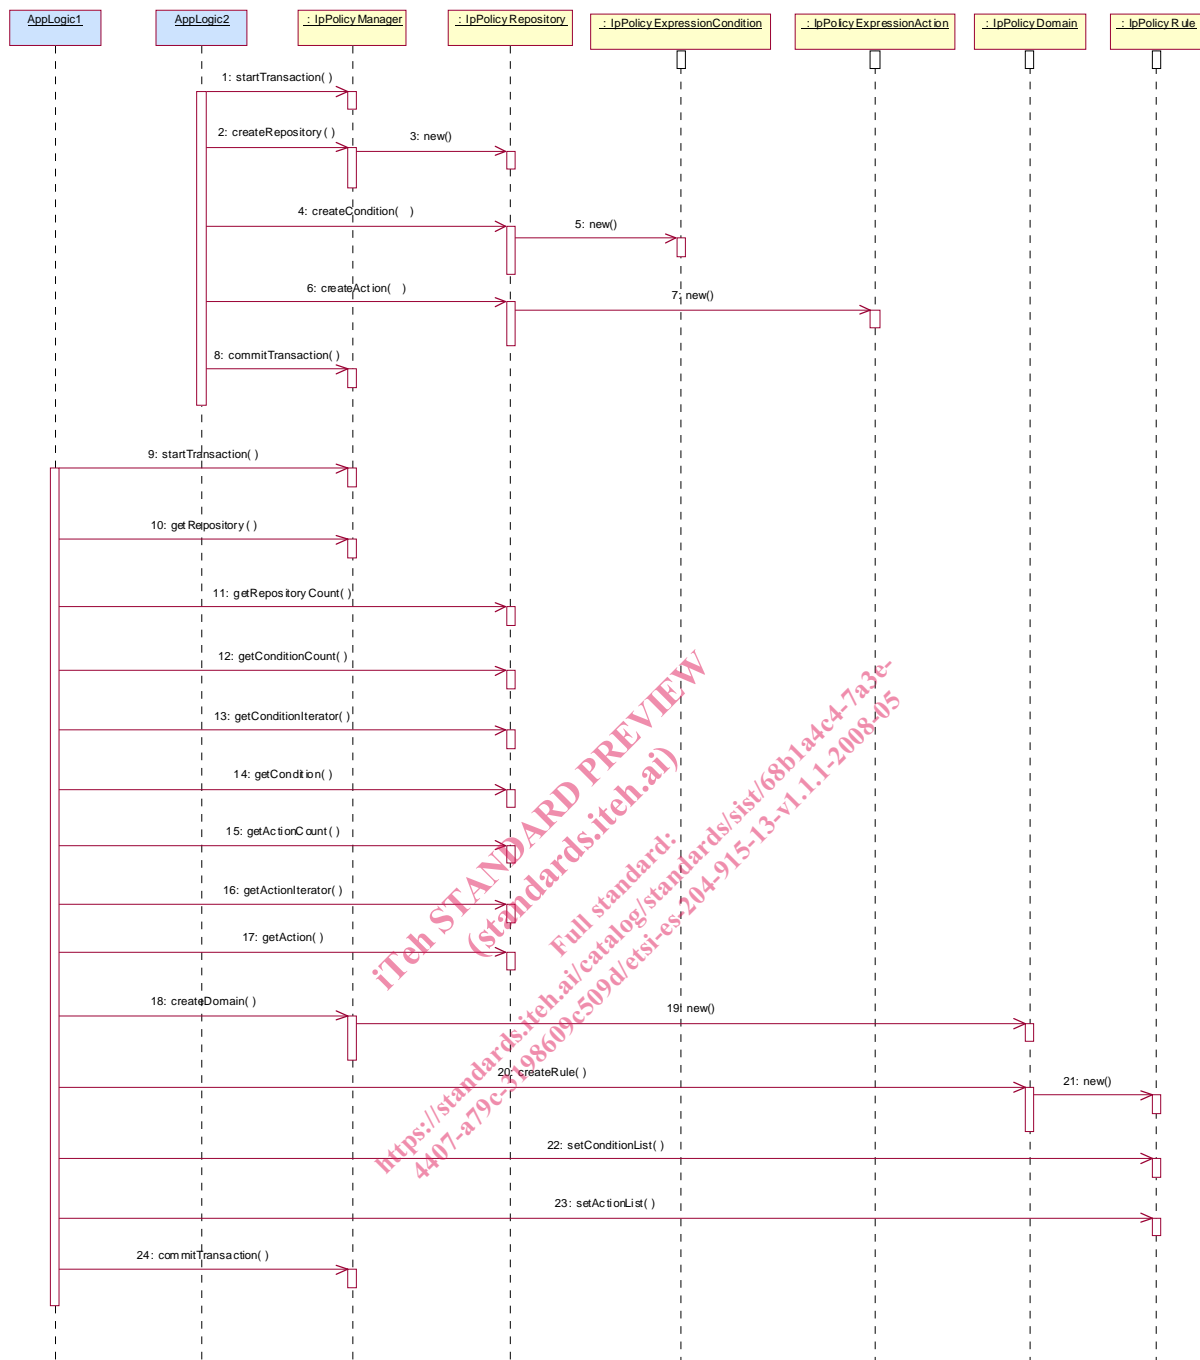 AppLogic1
AppLogic2
: IpPolicyManager
: IpPolicyRepository
: IpPolicyExpressionCondition
: IpPolicyExpressionAction
: IpPolicyDomain
: IpPolicyRule
1: startTransaction( )
2: createRepository( )
3: new()
4: createCondition( )
5: new()
6: createAction( )
7: new()
8: commitTransaction( )
9: startTransaction( )
10: getRepository( )
11: getRepositoryCount( )
12: getConditionCount( )
13: getConditionIterator( )
14: getCondition( )
15: getActionCount( )
16: getActionIterator( )
17: getAction( )
18: createDomain( )
19: new()
20: createRule( )
21: new()
22: setConditionList( )
23: setActionList( )
24: commitTransaction( )
iTeh STANDARD PREVIEW
(standards.iteh.ai)
Full standard:
https://standards.iteh.ai/catalog/standards/sist/68b1a4c4-7a3e-
4407-a79c-3198609c509d/etsi-es-204-915-13-v1.1.1-2008-05